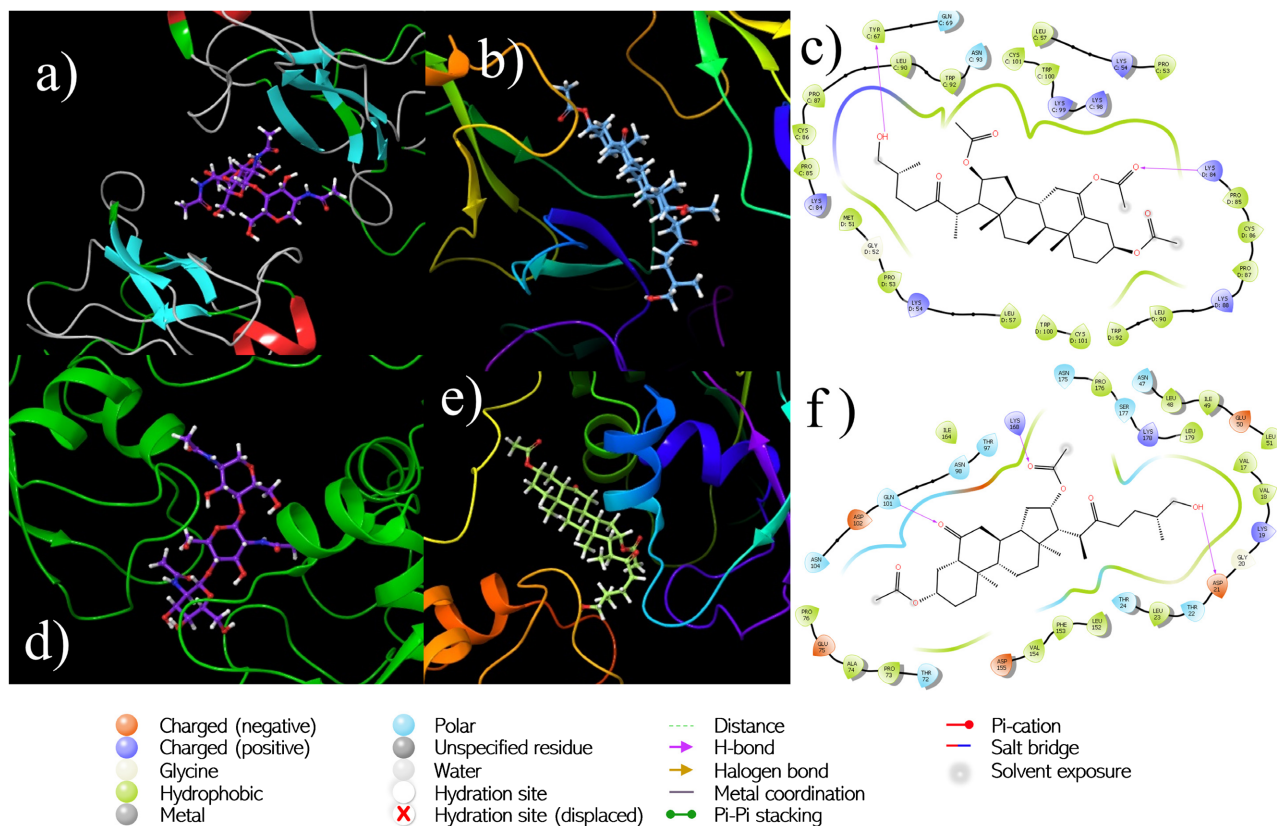 a)
b)
c)
TYR
C: 67
GLN
C: 69
LEU
C: 90
TRP
C: 92
ASN
C: 93
CYS
C: 101
TRP
C: 100
LYS
C: 99
LYS
C: 98
LEU
C: 57
LYS
C: 54
PRO
C: 53
PRO
C: 87
CYS
C: 86
PRO
C: 85
LYS
C: 84
OH
O
O
O
O
O
O
O
LYS
D: 84
PRO
D: 85
CYS
D: 86
PRO
D: 87
LYS
D: 88
MET
D: 51
GLY
D: 52
PRO
D: 53
LYS
D: 54
LEU
D: 57
TRP
D: 100
CYS
D: 101
TRP
D: 92
LEU
D: 90
d)
e)
f)
ILE
164
LYS
168
THR
97
ASN
98
GLN
101
ASP
102
ASN
104
ASN
175
PRO
176
SER
177
LYS
178
LEU
179
ASN
47
LEU
48
ILE
49
GLU
50
LEU
51
VAL
17
VAL
18
LYS
19
GLY
20
ASP
21
THR
22
LEU
23
THR
24
O
O
O
O
OH
O
O
PRO
76
GLU
75
ALA
74
PRO
73
THR
72
ASP
155
VAL
154
PHE
153
LEU
152
Charged (negative)
Charged (positive)
Glycine
Hydrophobic
Metal
Polar
Unspecified residue
Water
Hydration site
Hydration site (displaced)
Distance
H-bond
Halogen bond
Metal coordination
Pi-Pi stacking
Pi-cation
Salt bridge
Solvent exposure